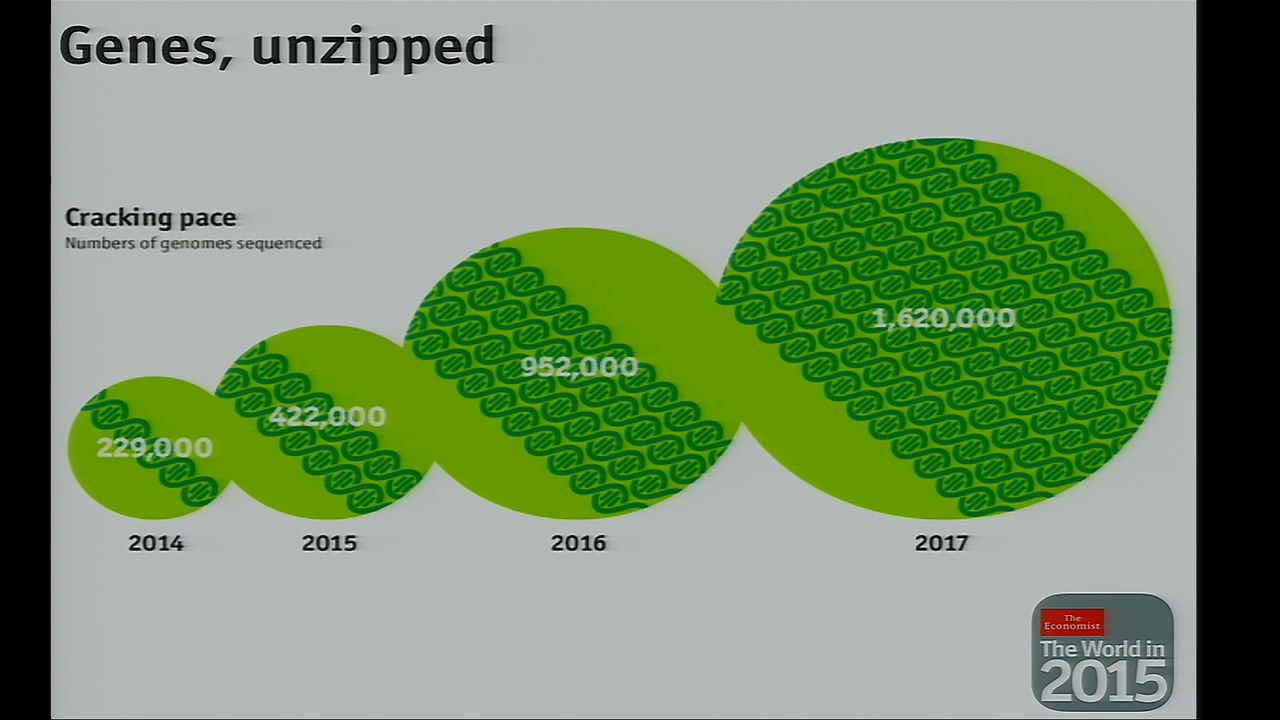 Genes, unzipped
Cracking pace
Numbers of genomes sequenced
229,000
422,000
952,000
1,620,000
2014
2015
2016
2017
The
Economist
The World in
2015